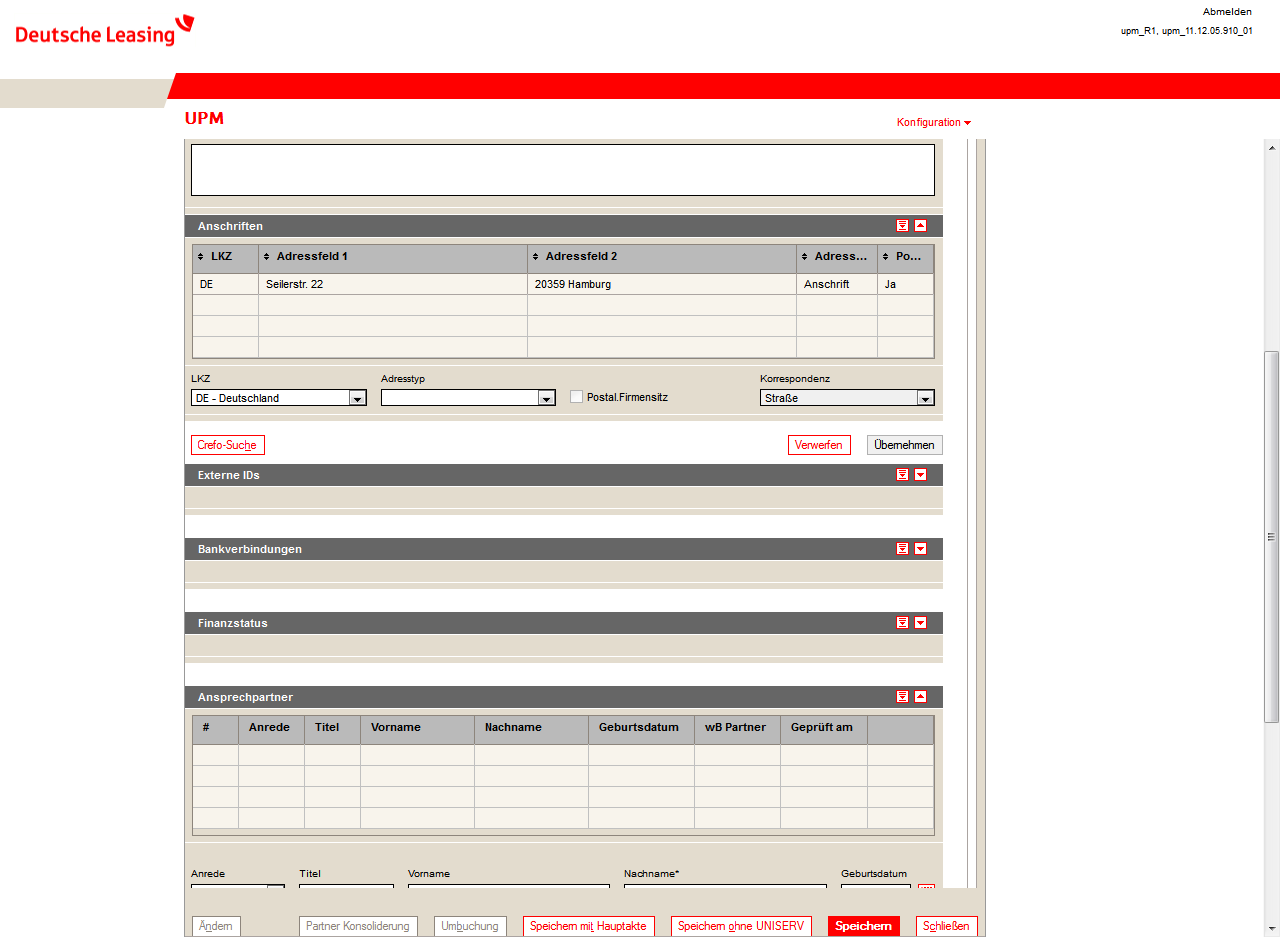 Deutsche Leasing
Abmelden
upm_R1, upm_11.12.05.910_01
UPM
Konfiguration
Anschriften
LKZ Adressfeld 1 Adressfeld 2 Adress... Po...
DE Seilerstr. 22 20359 Hamburg Anschrift Ja
LKZ Adresstyp Korrespondenz
DE - Deutschland Postal.Firmensitz Straße
Crefo-Suche Verwerfen Übernehmen
Externe IDs
Bankverbindungen
Finanzstatus
Ansprechpartner
# Anrede Titel Vorname Nachname Geburtsdatum wB Partner Geprüft am
Anrede Titel Vorname Nachname* Geburtsdatum
Ändern Partner Konsolidierung Umbuchung Speichern mit Hauptakte Speichern ohne UNISERV Speichern Schließen